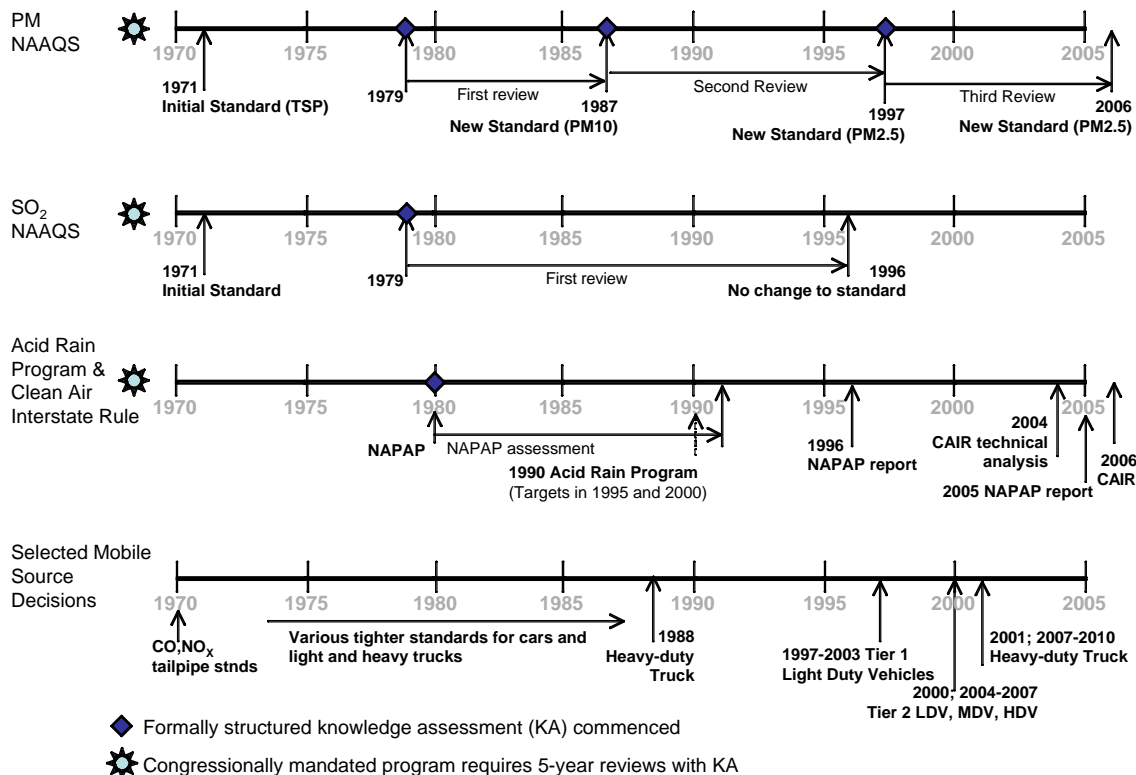 PM
NAAQS
1970 1975 1980 1985 1990 1995 2000 2005
1971
Initial Standard (TSP)
1979
First review
1987
New Standard (PM10)
Second Review
1997
New Standard (PM2.5)
Third Review
2006
New Standard (PM2.5)
SO2
NAAQS
1970 1975 1980 1985 1990 1995 2000 2005
1971
Initial Standard
1979
First review
1996
No change to standard
Acid Rain
Program &
Clean Air
Interstate Rule
1970 1975 1980 1985 1990 1995 2000 2005
NAPAP
NAPAP assessment
1990 Acid Rain Program
(Targets in 1995 and 2000)
1996
NAPAP report
2004
CAIR technical
analysis
2005 NAPAP report
2006
CAIR
Selected Mobile
Source
Decisions
1970 1975 1980 1985 1990 1995 2000 2005
CO,NOX
tailpipe stnds
Various tighter standards for cars and
light and heavy trucks
1988
Heavy-duty
Truck
1997-2003 Tier 1
Light Duty Vehicles
2000; 2004-2007
Tier 2 LDV, MDV, HDV
2001; 2007-2010
Heavy-duty Truck
Formally structured knowledge assessment (KA) commenced
Congressionally mandated program requires 5-year reviews with KA